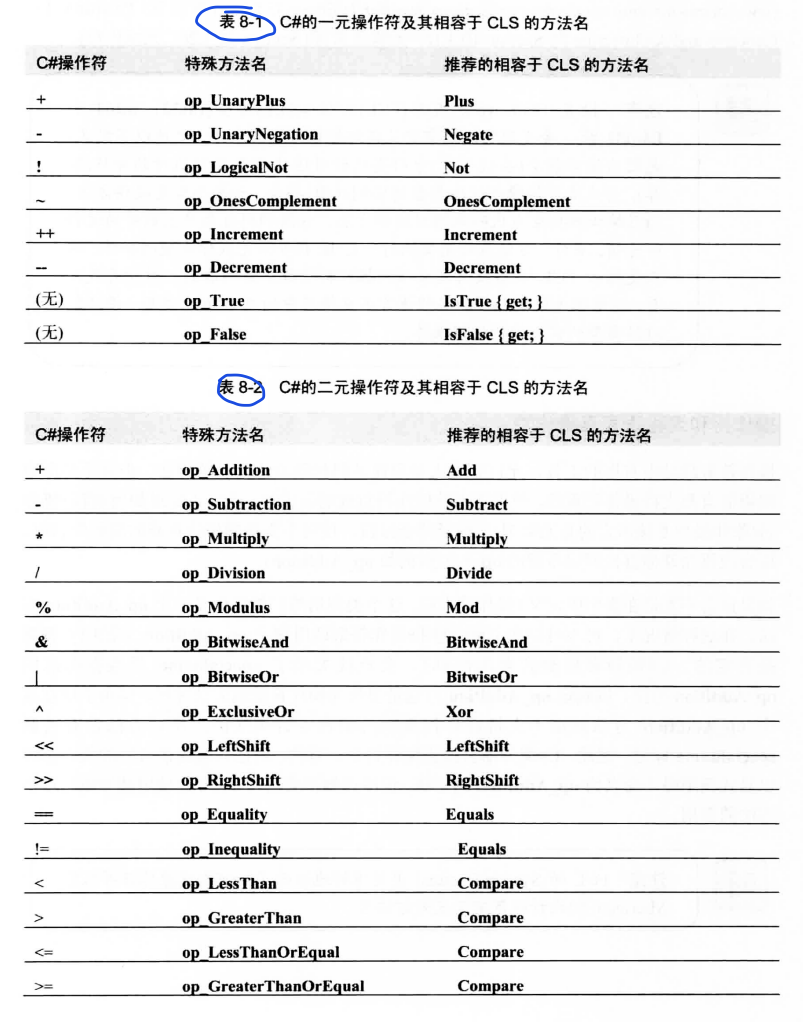 表 8-1 C#的一元操作符及其相容于 CLS 的方法名
C#操作符 特殊方法名 推荐的相容于 CLS 的方法名
+ op_UnaryPlus Plus
- op_UnaryNegation Negate
! op_LogicalNot Not
~ op_OnesComplement OnesComplement
++ op_Increment Increment
-- op_Decrement Decrement
(无) op_True IsTrue { get; }
(无) op_False IsFalse { get; }
表 8-2 C#的二元操作符及其相容于 CLS 的方法名
C#操作符 特殊方法名 推荐的相容于 CLS 的方法名
+ op_Addition Add
- op_Subtraction Subtract
* op_Multiply Multiply
/ op_Division Divide
% op_Modulus Mod
& op_BitwiseAnd BitwiseAnd
| op_BitwiseOr BitwiseOr
^ op_ExclusiveOr Xor
<< op_LeftShift LeftShift
>> op_RightShift RightShift
== op_Equality Equals
!= op_Inequality Equals
< op_LessThan Compare
> op_GreaterThan Compare
<= op_LessThanOrEqual Compare
>= op_GreaterThanOrEqual Compare